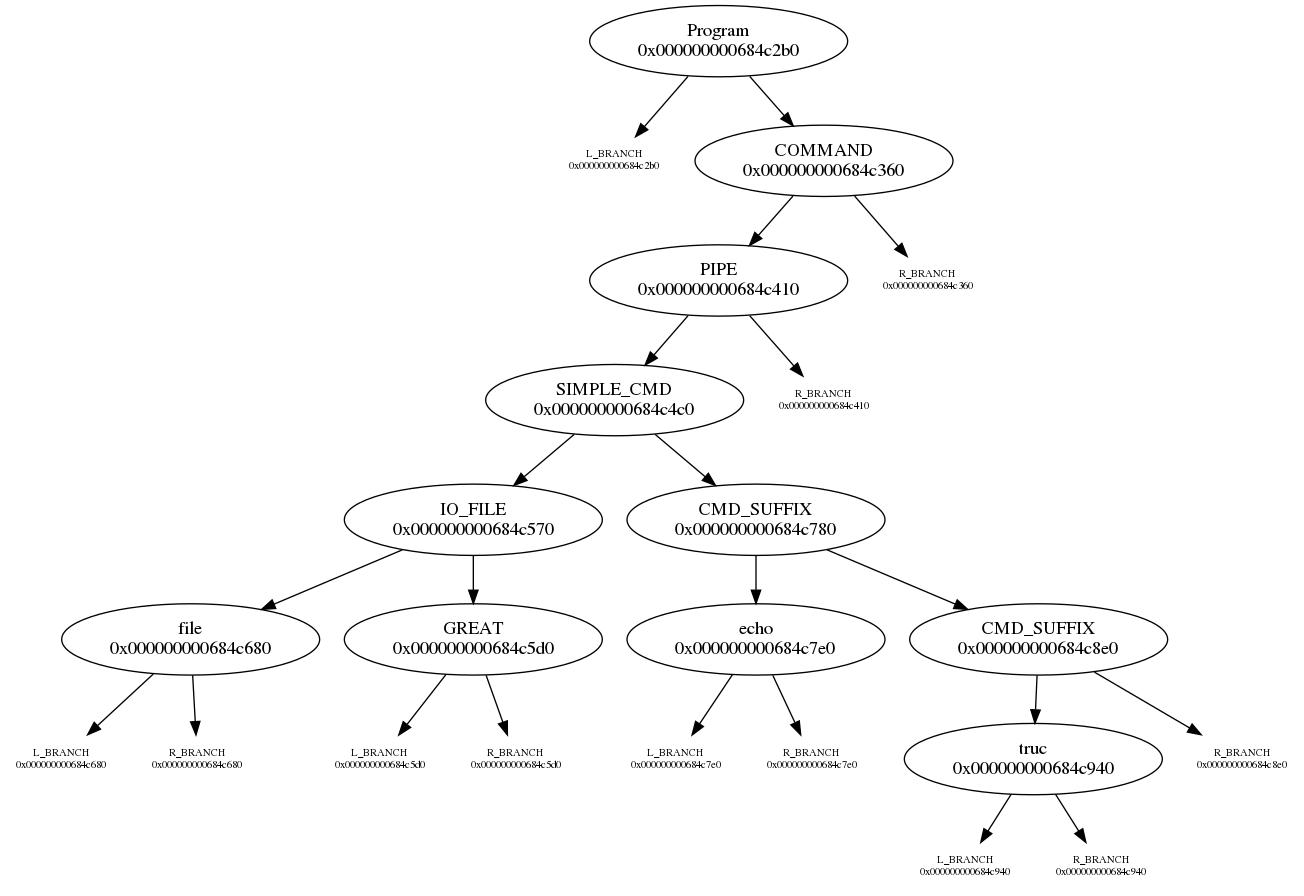 Program
0x000000000684c2b0
L_BRANCH
0x000000000684c2b0
COMMAND
0x000000000684c360
PIPE
0x000000000684c410
R_BRANCH
0x000000000684c360
SIMPLE_CMD
0x000000000684c4c0
R_BRANCH
0x000000000684c410
IO_FILE
0x000000000684c570
CMD_SUFFIX
0x000000000684c780
file
0x000000000684c680
GREAT
0x000000000684c5d0
echo
0x000000000684c7e0
CMD_SUFFIX
0x000000000684c8e0
L_BRANCH
0x000000000684c680
R_BRANCH
0x000000000684c680
L_BRANCH
0x000000000684c5d0
R_BRANCH
0x000000000684c5d0
L_BRANCH
0x000000000684c7e0
R_BRANCH
0x000000000684c7e0
truc
0x000000000684c940
R_BRANCH
0x000000000684c8e0
L_BRANCH
0x000000000684c940
R_BRANCH
0x000000000684c940